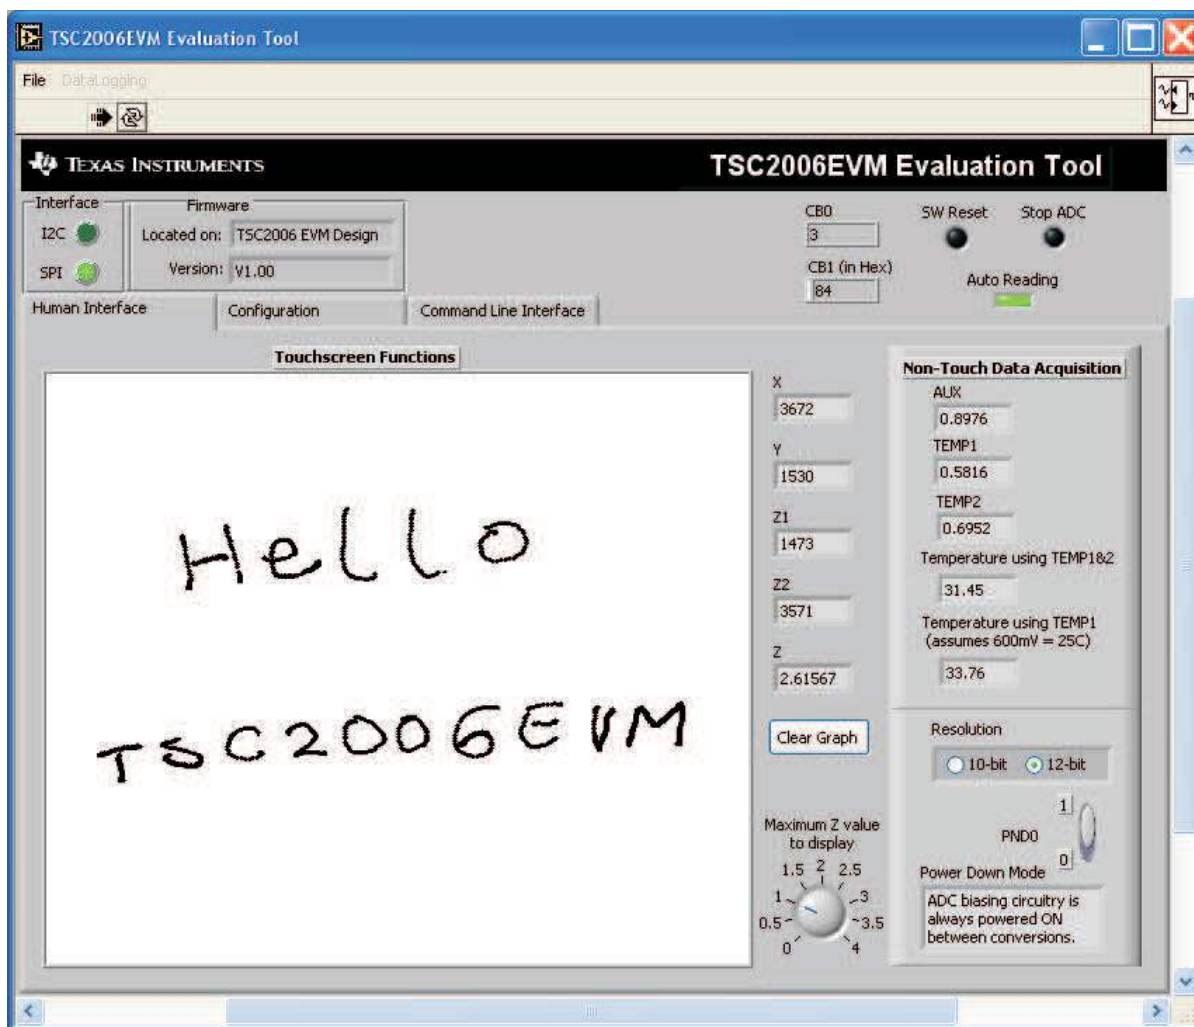 TSC2006EVM Evaluation Tool
File DataLogging
TEXAS INSTRUMENTS TSC2006EVM Evaluation Tool
Interface
I2C
SPI
Firmware
Located on: TSC2006 EVM Design
Version: V1.00
CB0
3
CB1 (in Hex)
84
SW Reset Stop ADC
Auto Reading
Human Interface Configuration Command Line Interface
Touchscreen Functions
Hello
TSC2006EVM
X
3672
Y
1530
Z1
1473
Z2
3571
Z
2.61567
Clear Graph
Maximum Z value
to display
0 0.5 1 1.5 2 2.5 3 3.5 4
Non-Touch Data Acquisition
AUX
0.8976
TEMP1
0.5816
TEMP2
0.6952
Temperature using TEMP1&2
31.45
Temperature using TEMP1
(assumes 600mV = 25C)
33.76
Resolution
10-bit 12-bit
1
PND0
0
Power Down Mode
ADC biasing circuitry is
always powered ON
between conversions.